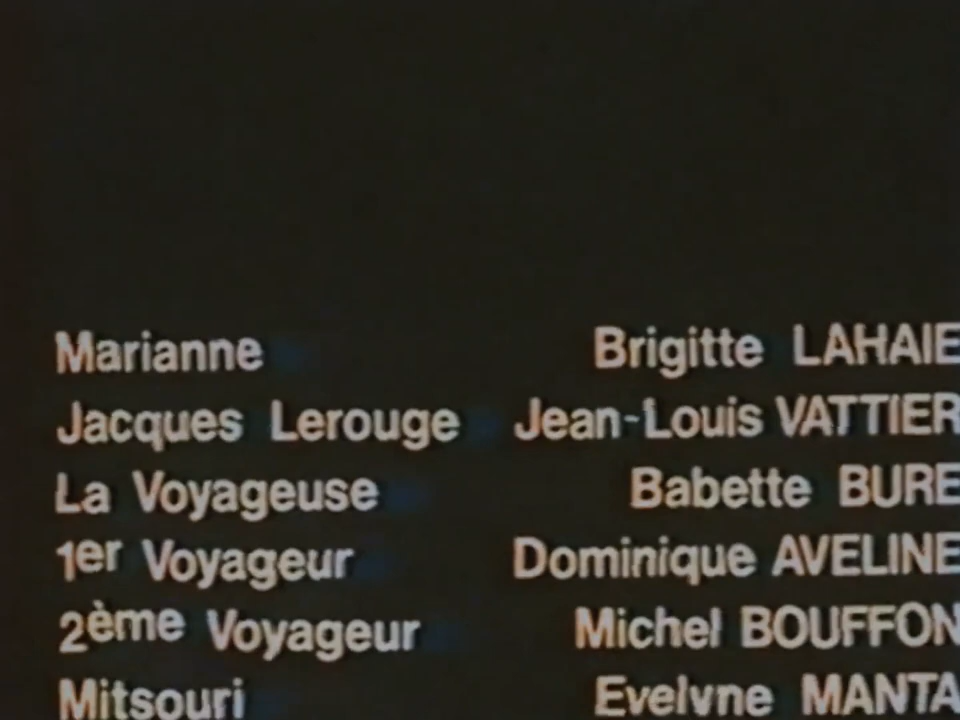 Marianne Brigitte LAHAIE
Jacques Lerouge Jean-Louis VATTIER
La Voyageuse Babette BURE
1er Voyageur Dominique AVELINE
2ème Voyageur Michel BOUFFON
Mitsouri Evelyne MANTA